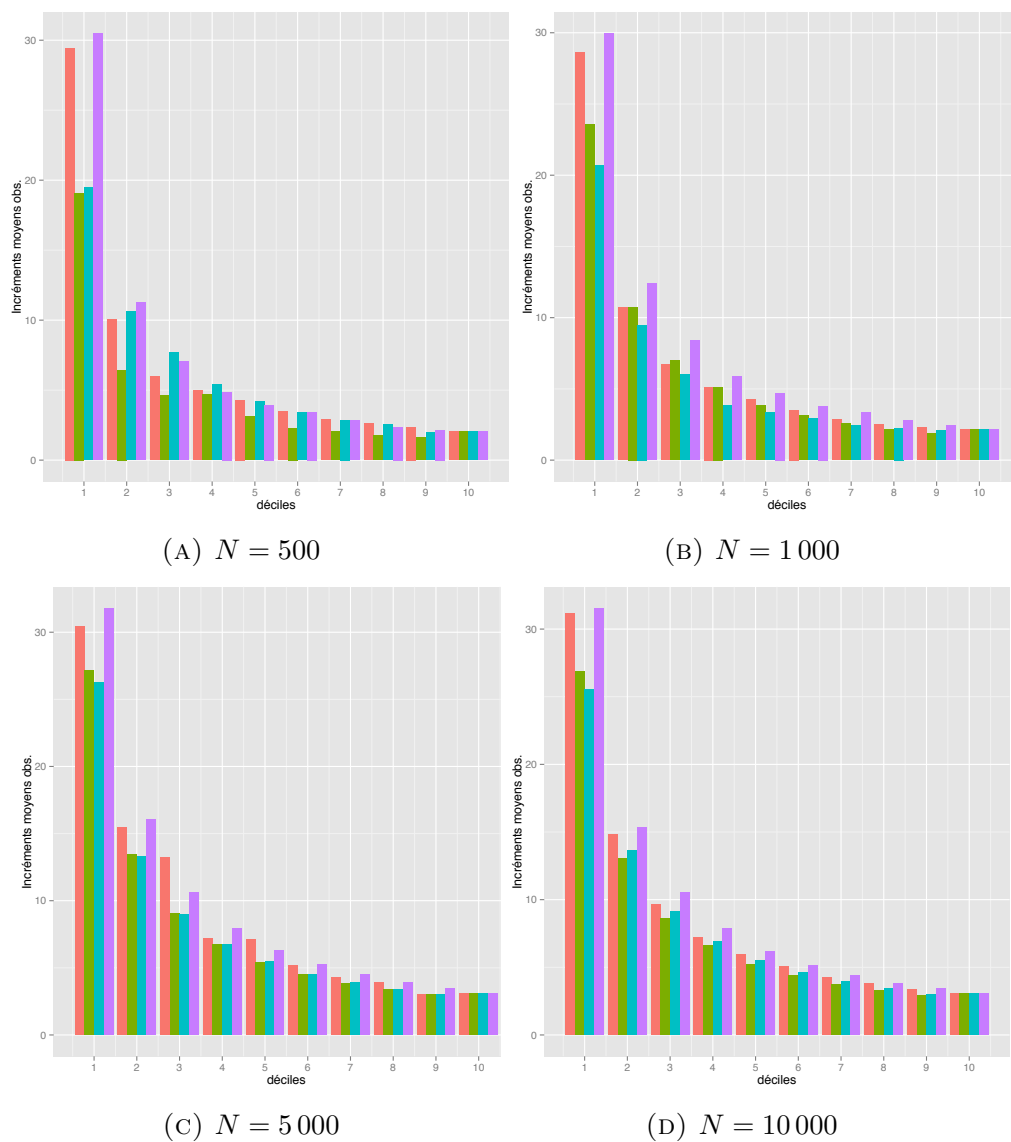 30
20
10
0
Incréments moyens obs.
1 2 3 4 5 6 7 8 9 10
déciles
(A) N = 500
30
20
10
0
Incréments moyens obs.
1 2 3 4 5 6 7 8 9 10
déciles
(B) N = 1 000
30
20
10
0
Incréments moyens obs.
1 2 3 4 5 6 7 8 9 10
déciles
(C) N = 5 000
30
20
10
0
Incréments moyens obs.
1 2 3 4 5 6 7 8 9 10
déciles
(D) N = 10 000